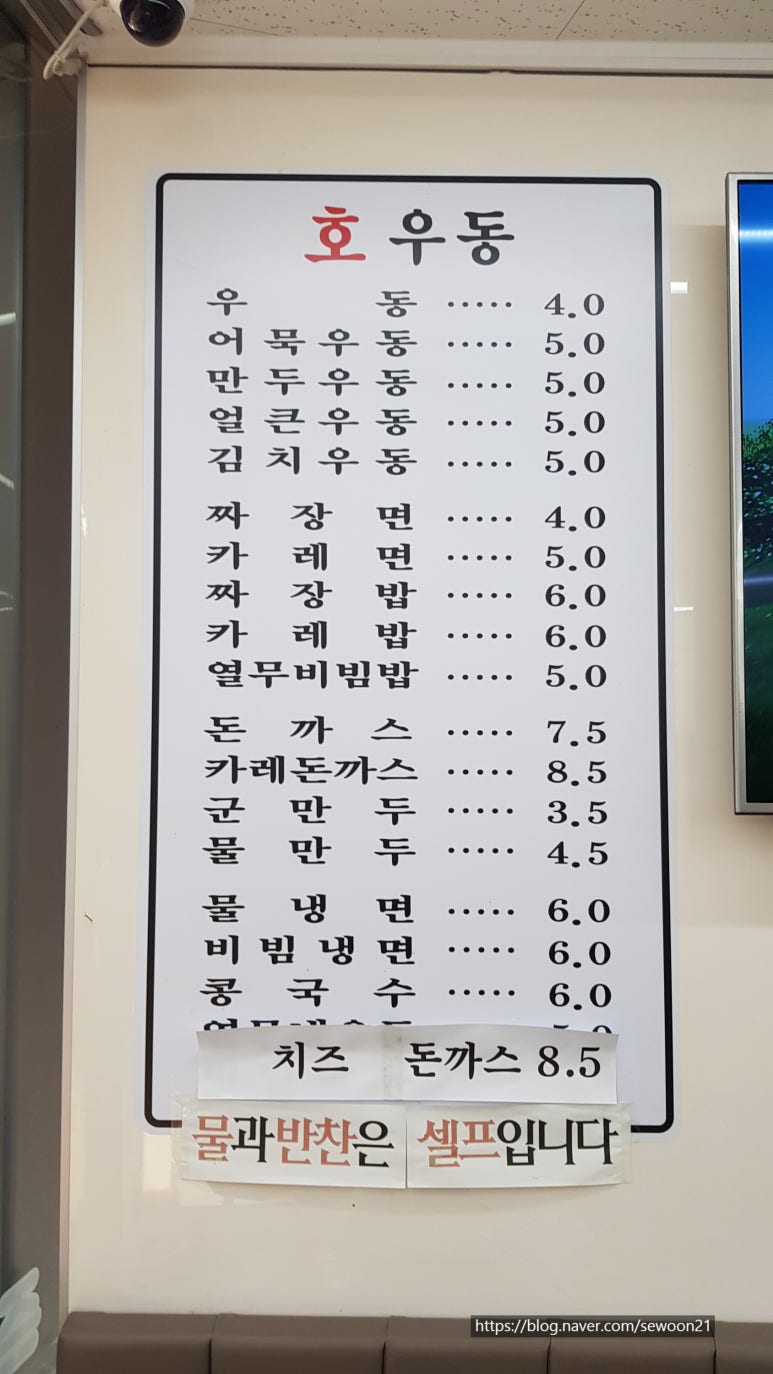 호 우동
우 동 ····· 4.0
어 묵 우 동 ····· 5.0
만 두 우 동 ····· 5.0
얼 큰 우 동 ····· 5.0
김 치 우 동 ····· 5.0
짜 장 면 ····· 4.0
카 레 면 ····· 5.0
짜 장 밥 ····· 6.0
카 레 밥 ····· 6.0
열무비빔밥 ····· 5.0
돈 까 스 ····· 7.5
카레돈까스 ····· 8.5
군 만 두 ····· 3.5
물 만 두 ····· 4.5
물 냉 면 ····· 6.0
비 빔 냉 면 ····· 6.0
콩 국 수 ····· 6.0
치즈 돈까스 8.5
물과반찬은 셀프입니다
https://blog.naver.com/sewoon21